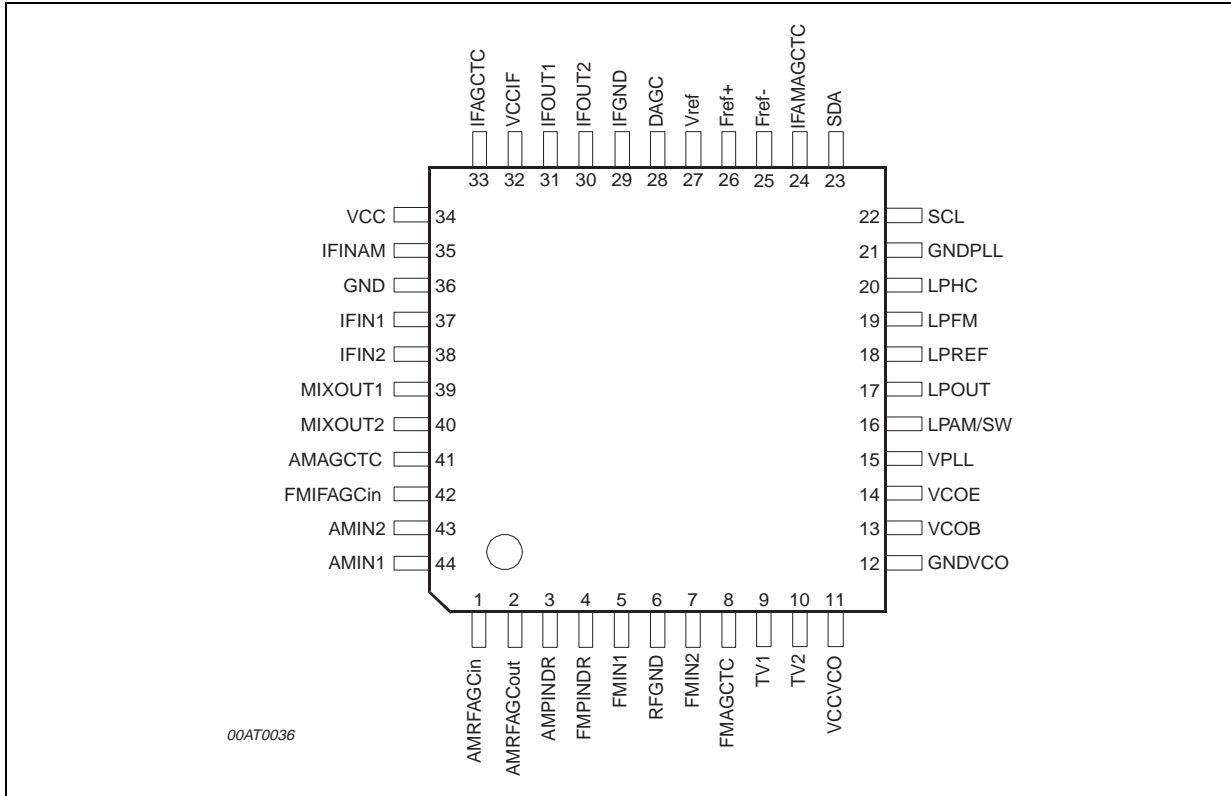 IFAGCTC
VCCIF
IFOUT1
IFOUT2
IFGND
DAGC
Vref
Fref+
Fref-
IFAMAGCTC
SDA
33 32 31 30 29 28 27 26 25 24 23
VCC 34
IFINAM 35
GND 36
IFIN1 37
IFIN2 38
MIXOUT1 39
MIXOUT2 40
AMAGCTC 41
FMIFAGCin 42
AMIN2 43
AMIN1 44
22 SCL
21 GNDPLL
20 LPHC
19 LPFM
18 LPREF
17 LPOUT
16 LPAM/SW
15 VPLL
14 VCOE
13 VCOB
12 GNDVCO
1 2 3 4 5 6 7 8 9 10 11
AMRFAGCin
AMRFAGCout
AMPINDR
FMPINDR
FMIN1
RFGND
FMIN2
FMAGCTC
TV1
TV2
VCCVCO
00AT0036